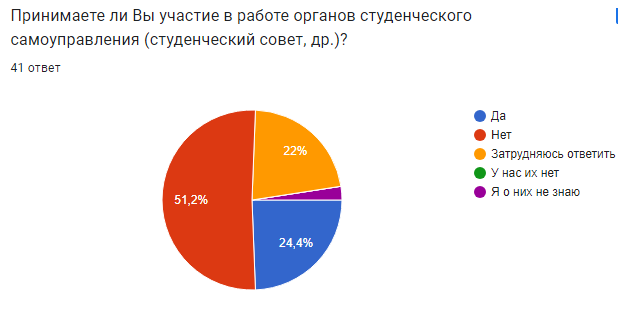 Принимаете ли Вы участие в работе органов студенческого
самоуправления (студенческий совет, др.)?
41 ответ
Да
Нет
Затрудняюсь ответить
У нас их нет
Я о них не знаю
22%
51,2%
24,4%